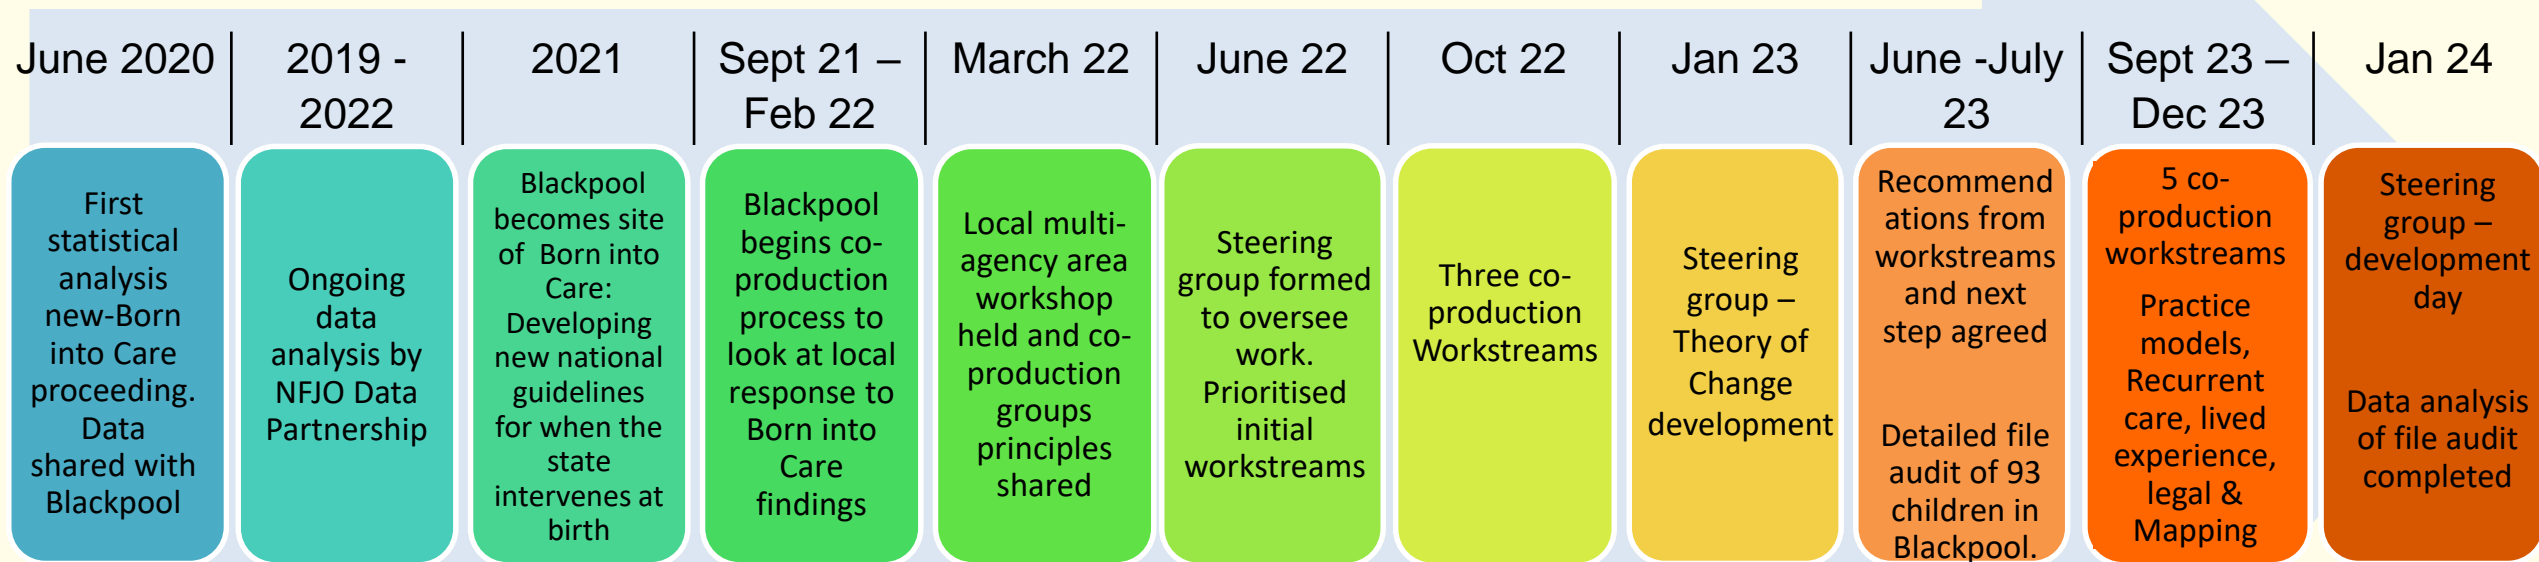 June 2020
First
statistical
analysis
new-Born
into Care
proceeding.
Data
shared with
Blackpool
2019 -
2022
Ongoing
data
analysis by
NFJO Data
Partnership
2021
Blackpool
becomes site
of Born into
Care:
Developing
new national
guidelines
for when the
state
intervenes at
birth
Sept 21 –
Feb 22
Blackpool
begins co-
production
process to
look at local
response to
Born into
Care
findings
March 22
Local multi-
agency area
workshop
held and co-
production
groups
principles
shared
June 22
Steering
group formed
to oversee
work.
Prioritised
initial
workstreams
Oct 22
Three co-
production
Workstreams
Jan 23
Steering
group –
Theory of
Change
development
June -July
23
Recommend
ations from
workstreams
and next
step agreed
Detailed file
audit of 93
children in
Blackpool.
Sept 23 –
Dec 23
5 co-
production
workstreams
Practice
models,
Recurrent
care, lived
experience,
legal &
Mapping
Jan 24
Steering
group –
development
day
Data analysis
of file audit
completed